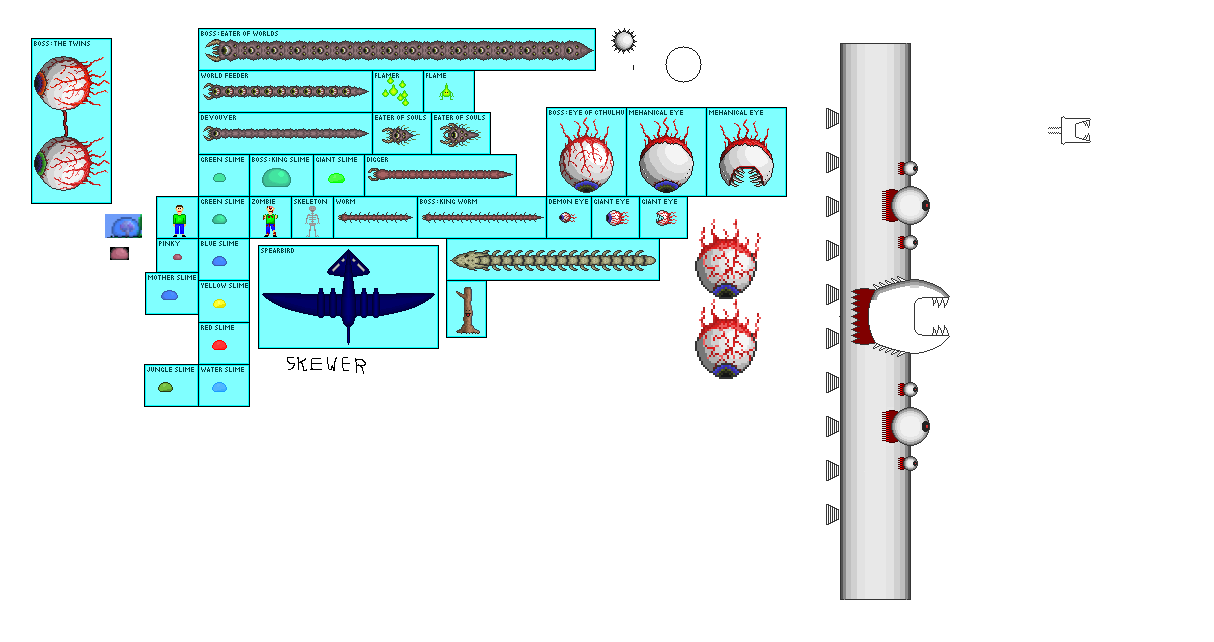 BOSS:THE TWINS
BOSS:EATER OF WORLDS
WORLD FEEDER
FLAMER
FLAME
DEVOUVER
EATER OF SOULS
EATER OF SOULS
BOSS:EYE OF CTHULHU
MEHANICAL EYE
MEHANICAL EYE
GREEN SLIME
BOSS:KING SLIME
GIANT SLIME
DIGGER
GREEN SLIME
ZOMBIE
SKELETON
WORM
BOSS:KING WORM
DEMON EYE
GIANT EYE
GIANT EYE
PINKY
BLUE SLIME
SPEARBIRD
MOTHER SLIME
YELLOW SLIME
RED SLIME
SKEWER
JUNGLE SLIME
WATER SLIME